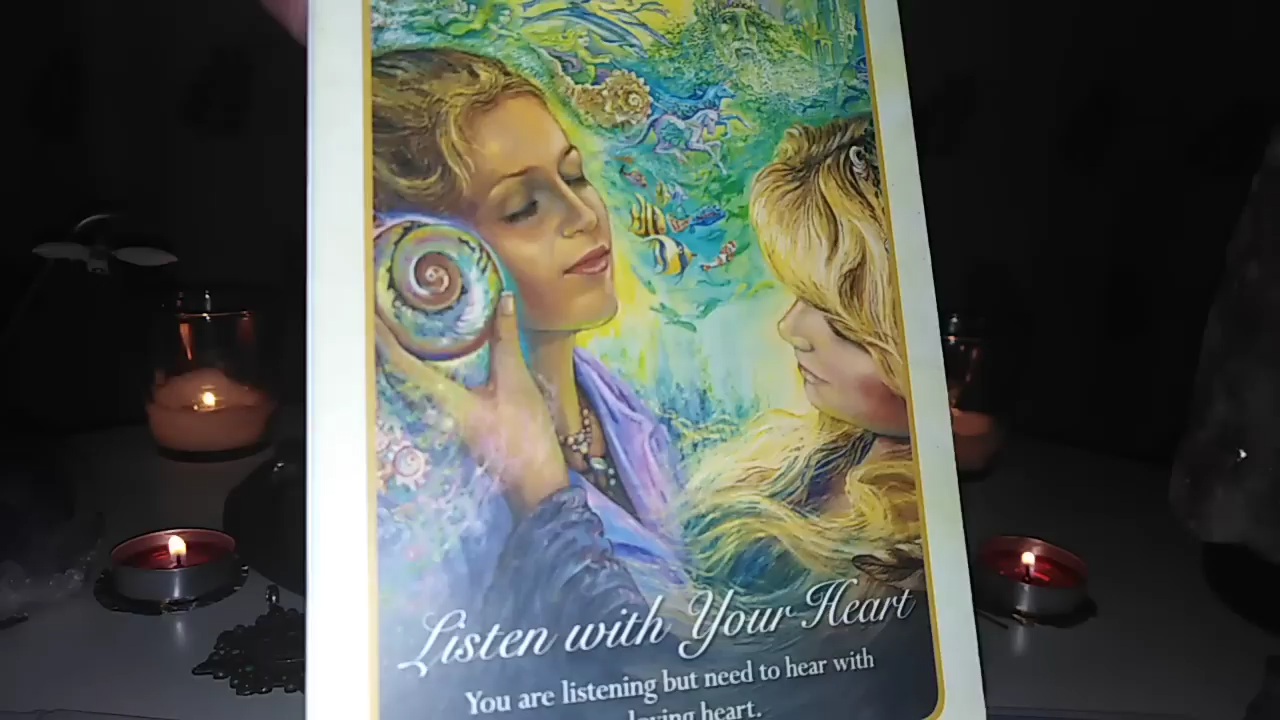 Listen with Your Heart
You are listening but need to hear with
loving heart.